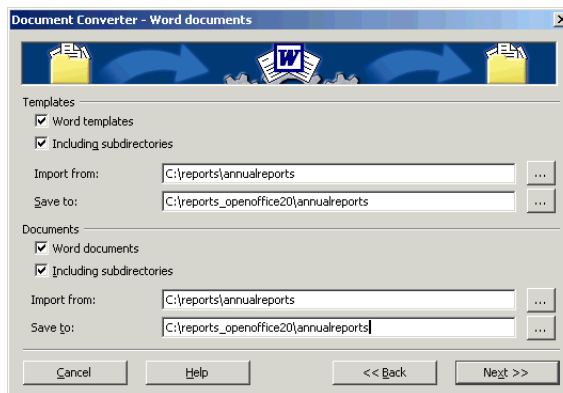 Document Converter - Word documents
W
Templates
Word templates
Including subdirectories
Import from: C:\reports\annualreports ...
Save to: C:\reports_openoffice20\annualreports ...
Documents
Word documents
Including subdirectories
Import from: C:\reports\annualreports ...
Save to: C:\reports_openoffice20\annualreports ...
Cancel Help << Back Next >>